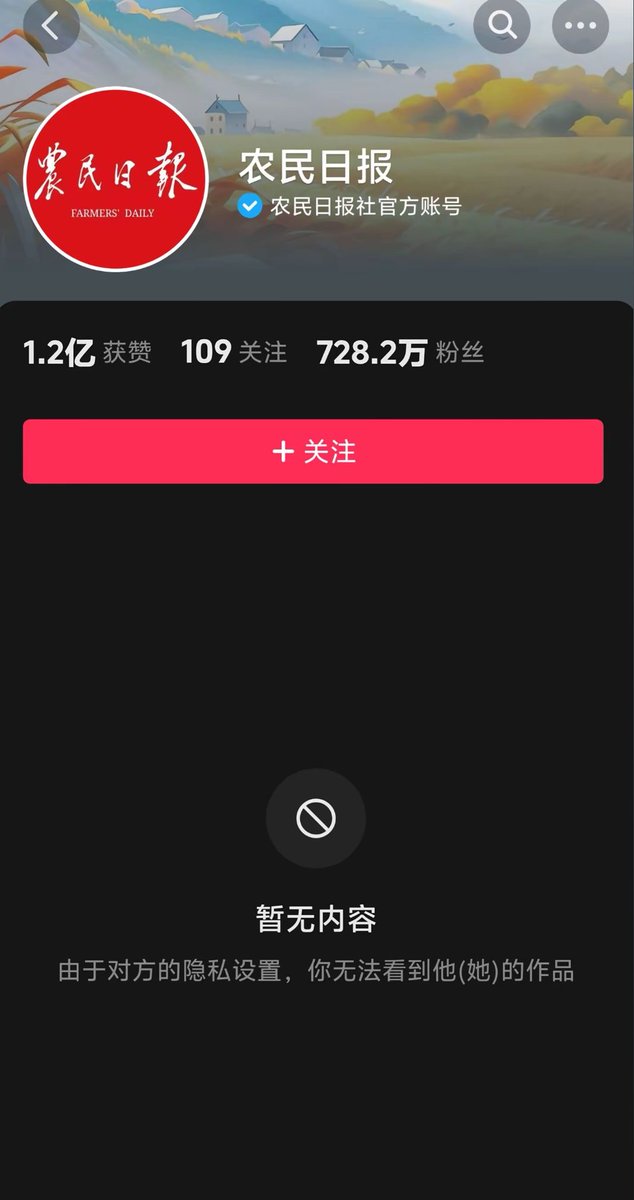 農民日報
FARMERS' DAILY
农民日报
农民日报社官方账号
1.2亿 获赞 109 关注 728.2万 粉丝
+ 关注
暂无内容
由于对方的隐私设置，你无法看到他(她)的作品